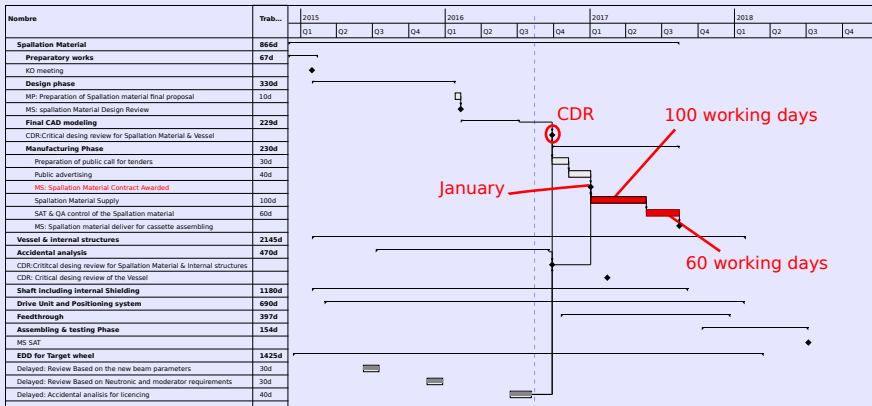 Nombre Trab... 2015 2016 2017 2018
Q1 Q2 Q3 Q4 Q1 Q2 Q3 Q4 Q1 Q2 Q3 Q4 Q1 Q2 Q3 Q4
Spallation Material 866d
Preparatory works 67d
KO meeting
Design phase 330d
MP: Preparation of Spallation material final proposal 10d
MS: spallation Material Design Review
CDR
100 working days
Final CAD modeling 229d
CDR:Critical desing review for Spallation Material & Vessel
Manufacturing Phase 230d
Preparation of public call for tenders 30d
Public advertising 40d
MS: Spallation Material Contract Awarded
January
Spallation Material Supply 100d
SAT & QA control of the Spallation material 60d
MS: Spallation material deliver for cassette assembling
Vessel & internal structures 2145d
Accidental analysis 470d
60 working days
CDR:Crititcal desing review for Spallation Material & Internal structures
CDR: Critical desing review of the Vessel
Shaft including internal Shielding 1180d
Drive Unit and Positioning system 690d
Feedthrough 397d
Assembling & testing Phase 154d
MS SAT
EDD for Target wheel 1425d
Delayed: Review Based on the new beam parameters 30d
Delayed: Review Based on Neutronic and moderator requirements 30d
Delayed: Accidental analisis for licencing 40d